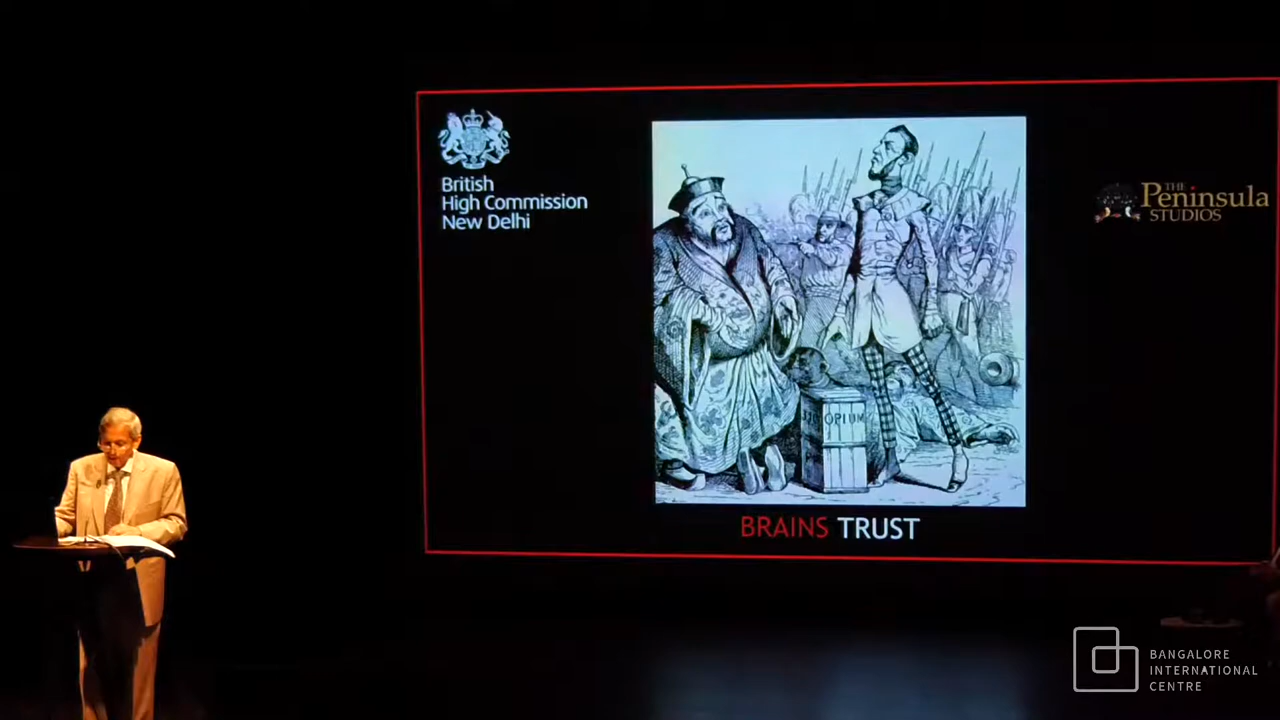 British
High Commission
New Delhi
THE
Peninsula
STUDIOS
OPIUM
BRAINS TRUST
BANGALORE
INTERNATIONAL
CENTRE